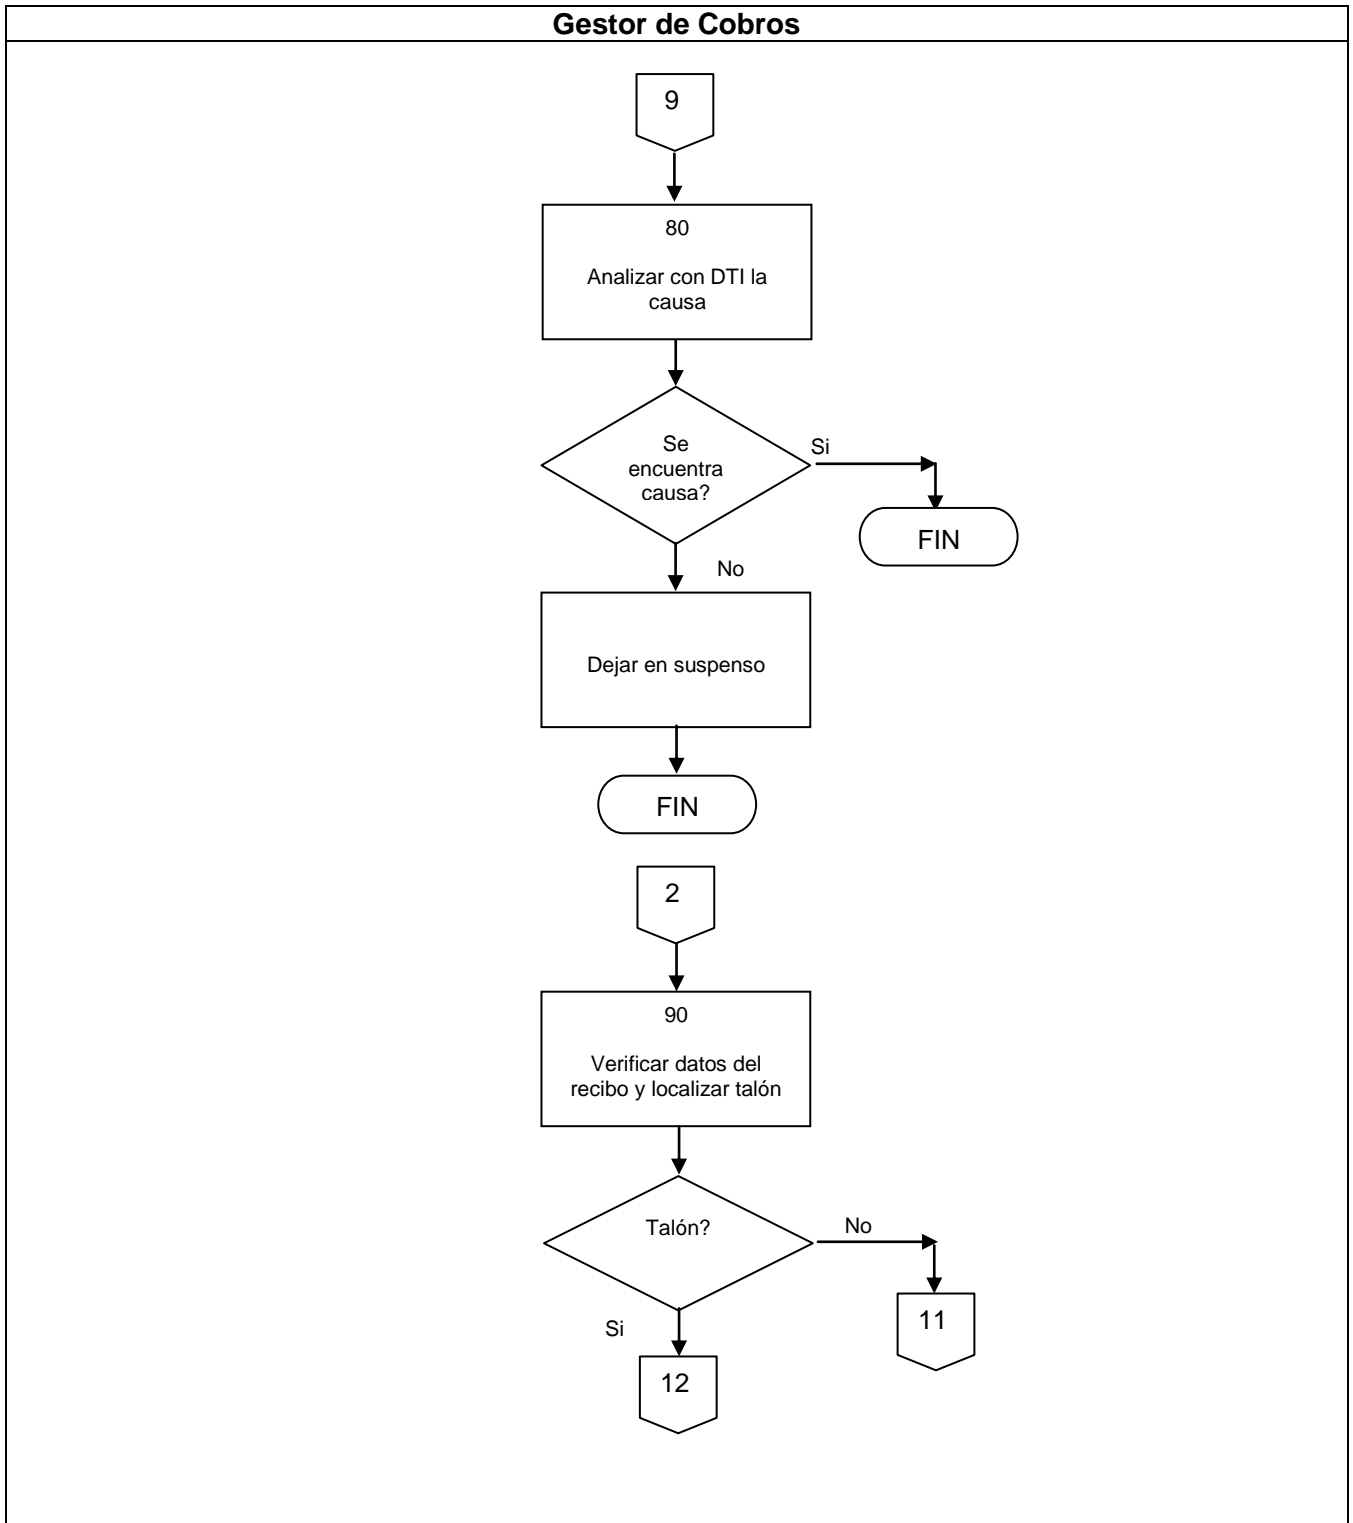 Gestor de Cobros
9
80
Analizar con DTI la
causa
Se
encuentra
causa?
Si
FIN
No
Dejar en suspenso
FIN
2
90
Verificar datos del
recibo y localizar talón
Talón?
No
11
Si
12